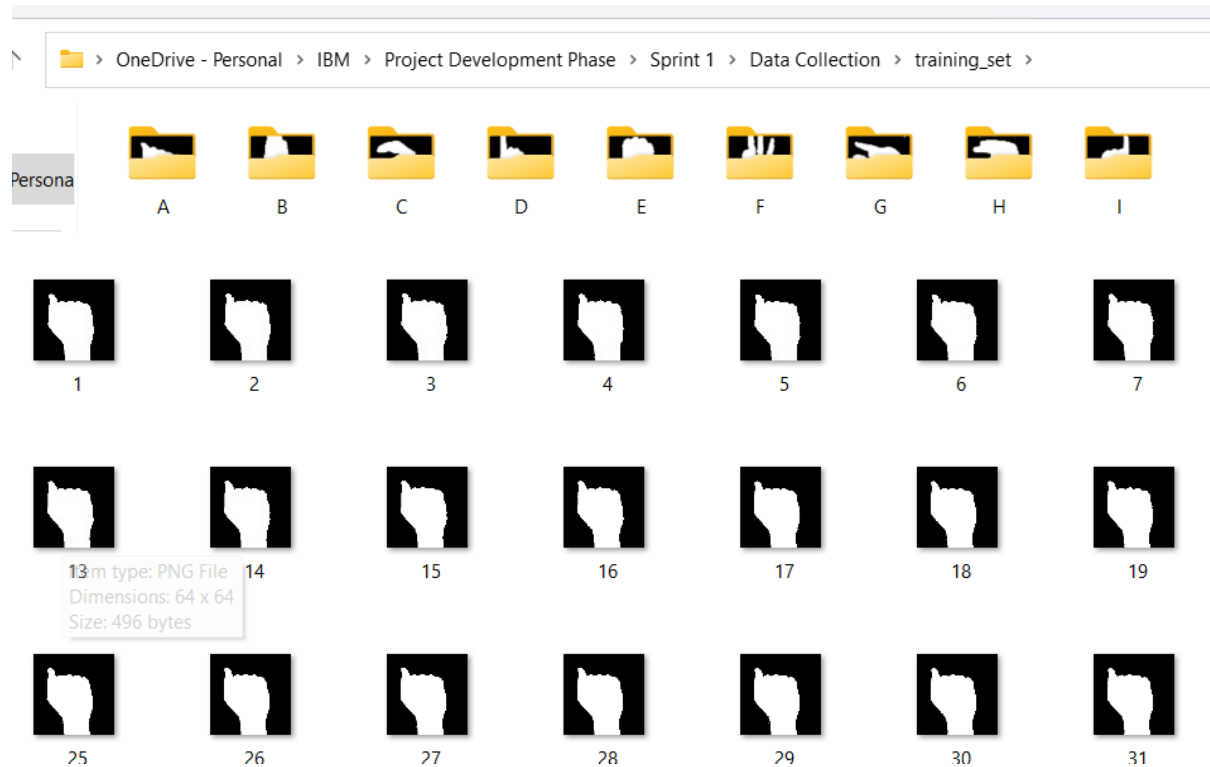 OneDrive - Personal > IBM > Project Development Phase > Sprint 1 > Data Collection > training_set >
Persona
A B C D E F G H I
1 2 3 4 5 6 7
13 14 15 16 17 18 19
Item type: PNG File
Dimensions: 64 x 64
Size: 496 bytes
25 26 27 28 29 30 31